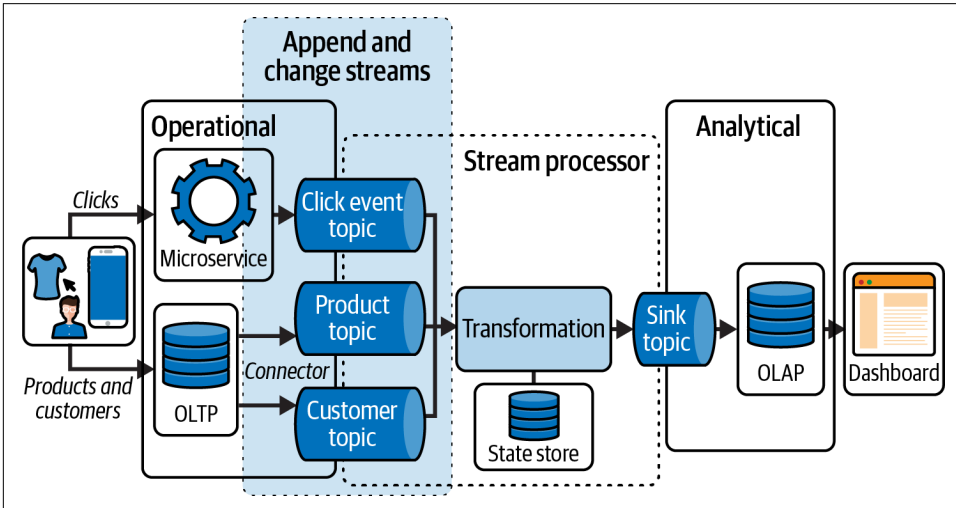 Append and
change streams
Operational
Analytical
Stream processor
Clicks
Click event
topic
Microservice
Product
topic
Transformation
Sink
topic
Connector
Products and
customers
OLTP
Customer
topic
State store
OLAP
Dashboard